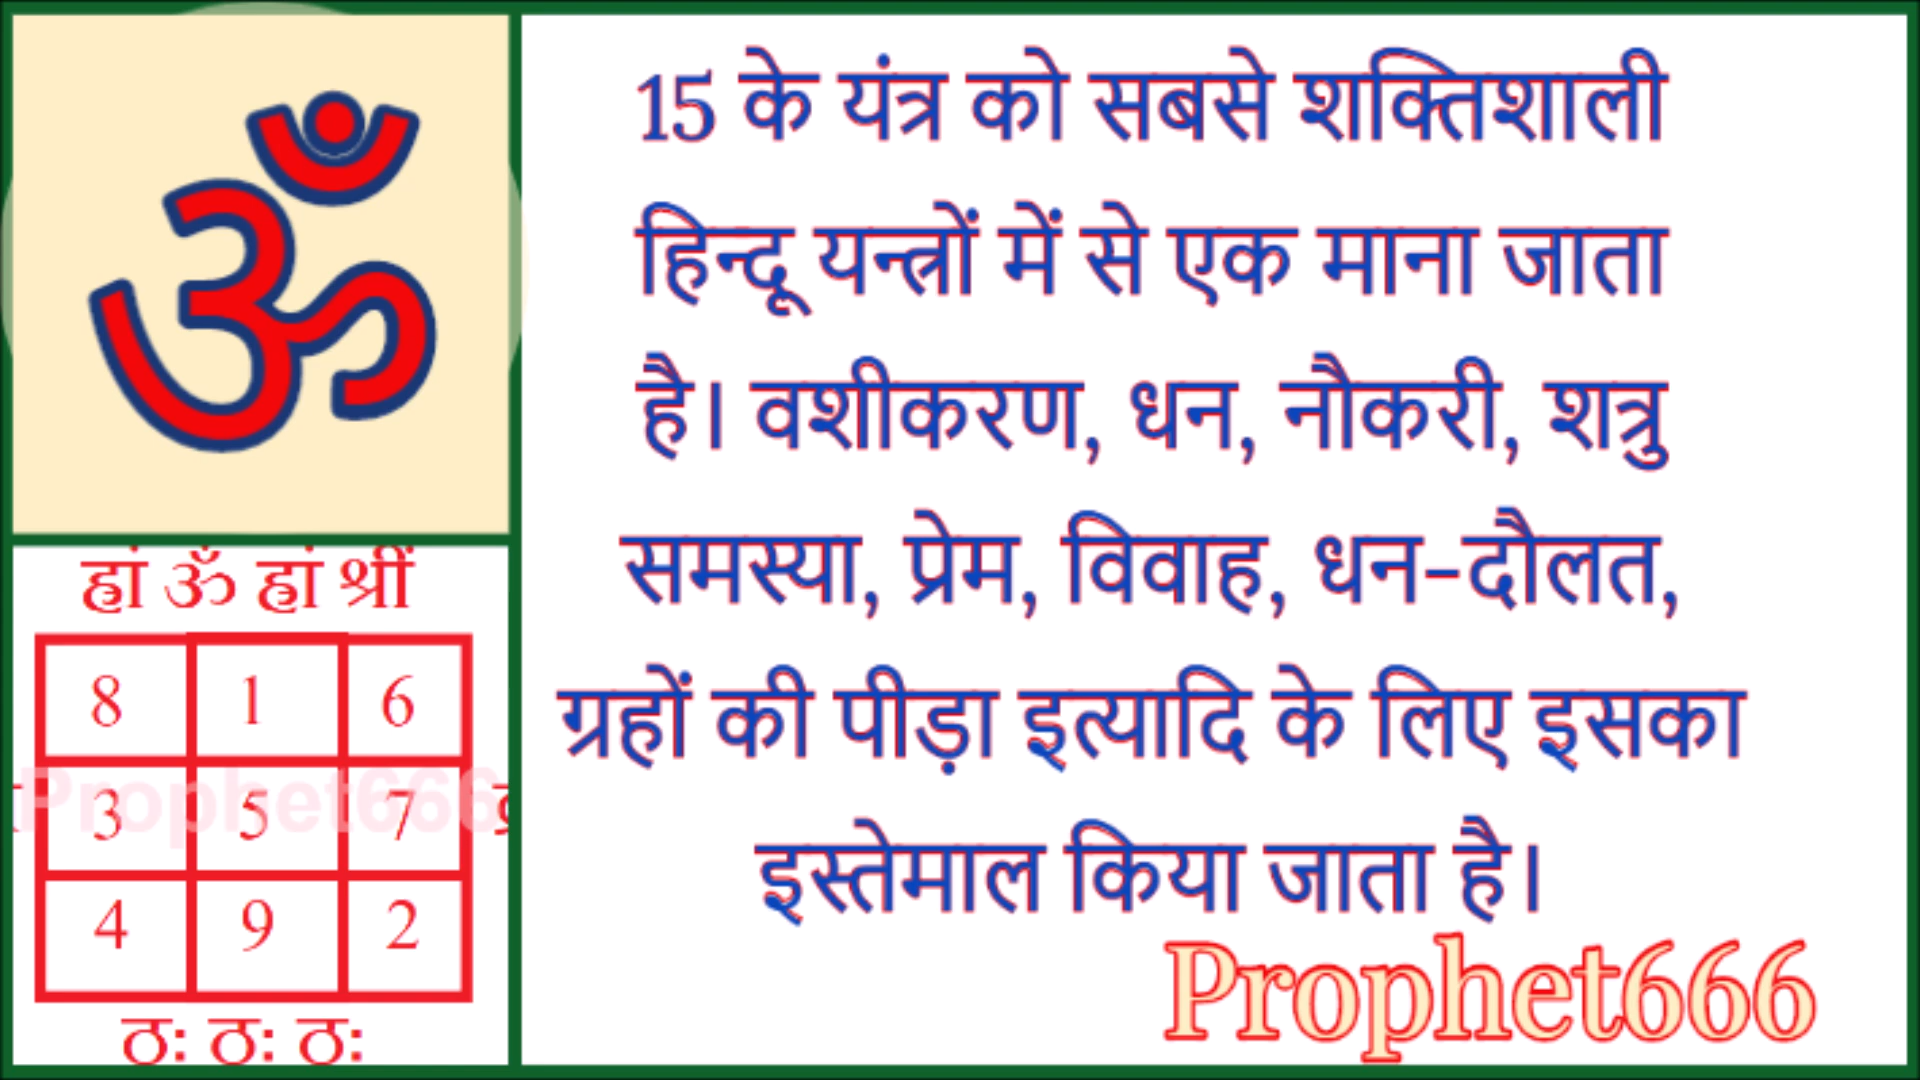 ॐ
15 के यंत्र को सबसे शक्तिशाली
हिन्दू यन्त्रों में से एक माना जाता
है। वशीकरण, धन, नौकरी, शत्रु
समस्या, प्रेम, विवाह, धन-दौलत,
ग्रहों की पीड़ा इत्यादि के लिए इसका
इस्तेमाल किया जाता है।
Prophet666
ह्रां ॐ ह्रां श्रीं
8 1 6
3 5 7
4 9 2
Prophet666
ठः ठः ठः